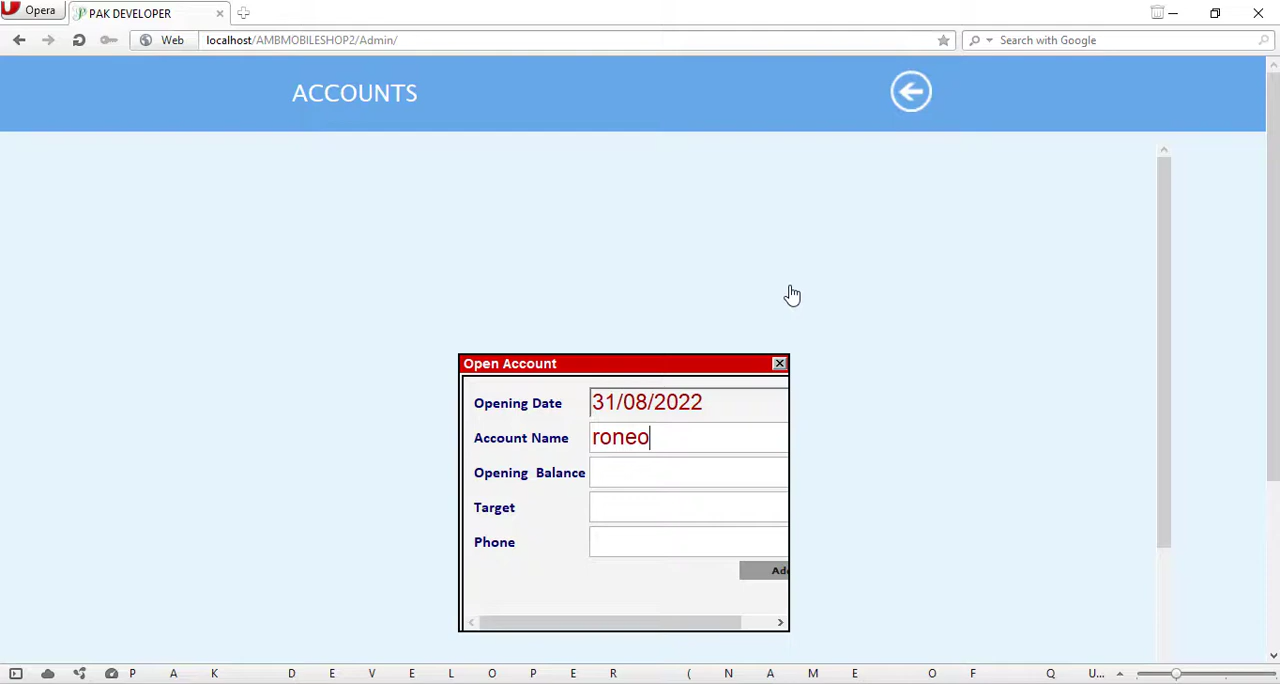 Opera
PAK DEVELOPER
Web
localhost/AMBMOBILESHOP2/Admin/
Search with Google
ACCOUNTS
Open Account
Opening Date 31/08/2022
Account Name roneo
Opening Balance
Target
Phone
P A K D E V E L O P E R ( N A M E O F Q U...